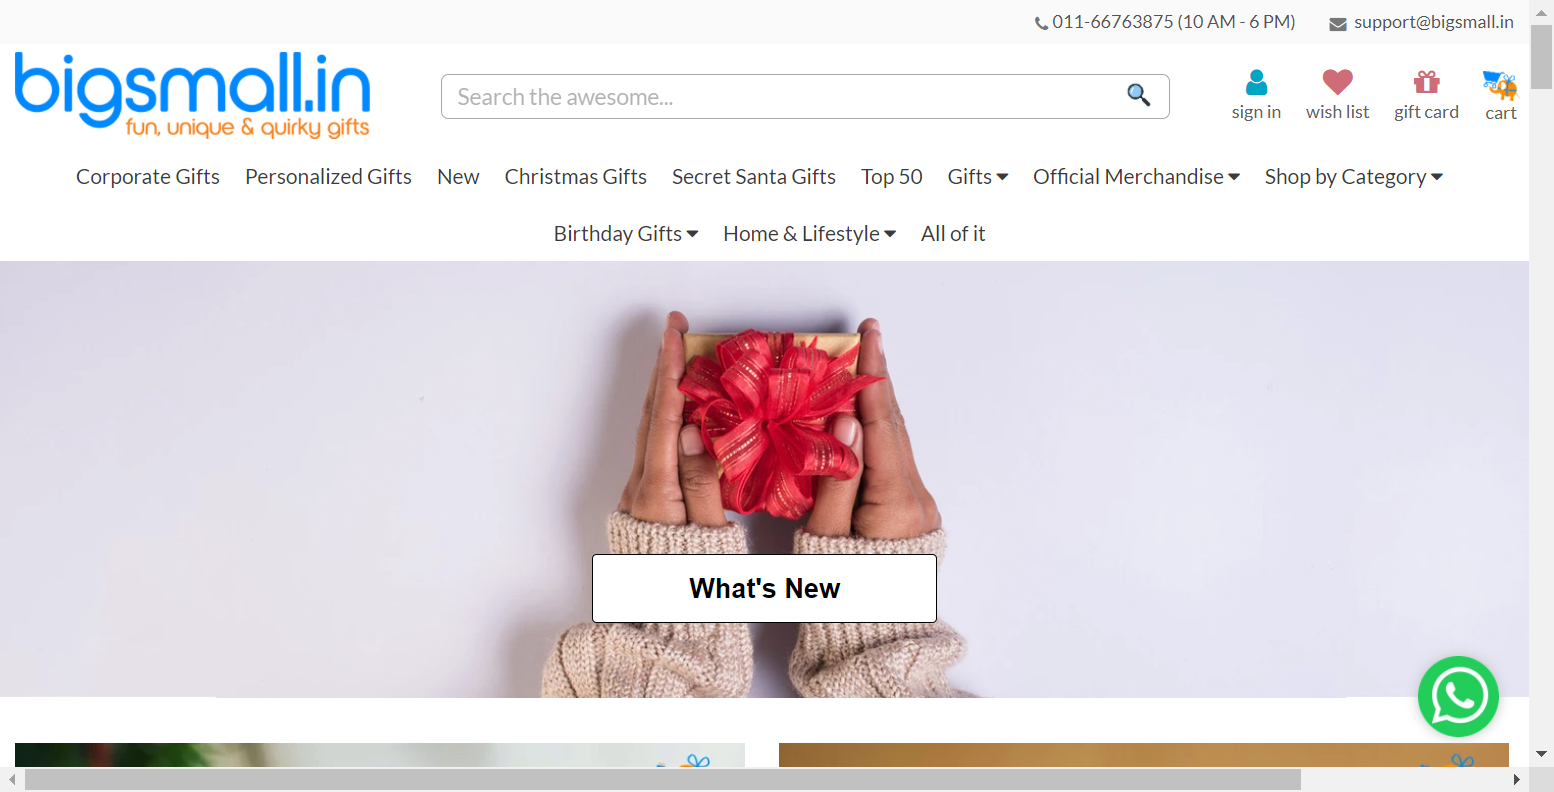 011-66763875 (10 AM - 6 PM) support@bigsmall.in
bigsmall.in
fun, unique & quirky gifts
Search the awesome...
sign in wish list gift card cart
Corporate Gifts Personalized Gifts New Christmas Gifts Secret Santa Gifts Top 50 Gifts Official Merchandise Shop by Category
Birthday Gifts Home & Lifestyle All of it
What's New